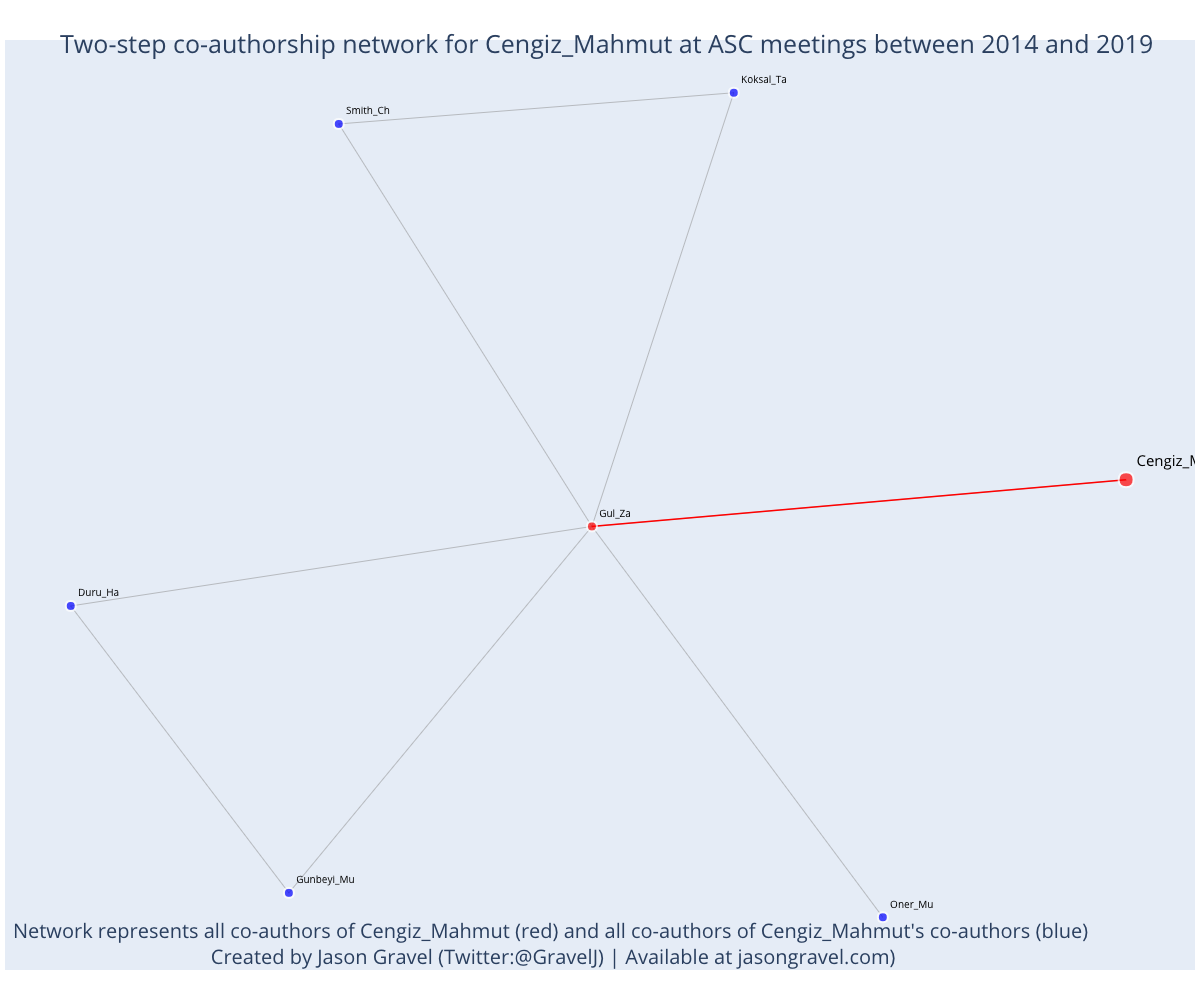 Two-step co-authorship network for Cengiz_Mahmut at ASC meetings between 2014 and 2019
Koksal_Ta
Smith_Ch
Cengiz_M
Gul_Za
Duru_Ha
Gunbeyi_Mu
Oner_Mu
Network represents all co-authors of Cengiz_Mahmut (red) and all co-authors of Cengiz_Mahmut's co-authors (blue)
Created by Jason Gravel (Twitter:@GravelJ) | Available at jasongravel.com)